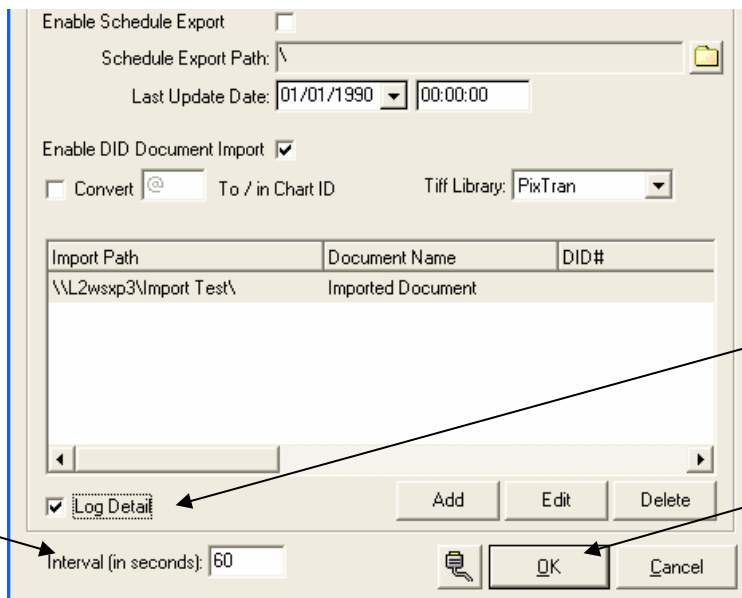 Enable Schedule Export
Schedule Export Path: \
Last Update Date: 01/01/1990 00:00:00
Enable DID Document Import
Convert @ To / in Chart ID Tiff Library: PixTran
Import Path Document Name DID#
\\L2wsxp3\Import Test\ Imported Document
Log Detail Add Edit Delete
Interval (in seconds): 60 OK Cancel